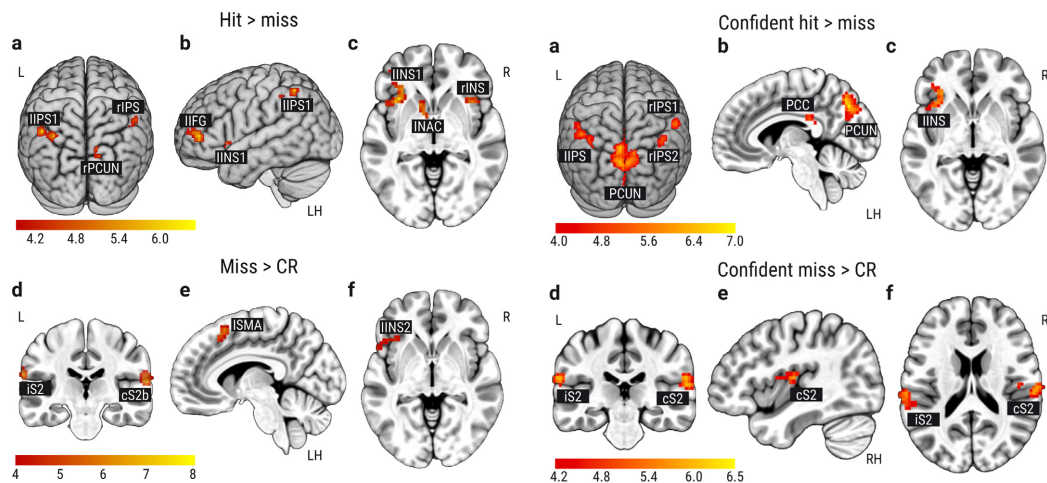 Hit > miss
a
b
c
L
R
lIPS1
rIPS
rPCUN
lIFG
lINS1
lIPS1
LH
lINS1
rINS
lNAC
4.2 4.8 5.4 6.0
Miss > CR
d
e
f
L
R
iS2
cS2b
lSMA
LH
lINS2
4 5 6 7 8
Confident hit > miss
a
b
c
L
R
lIPS
rIPS1
rIPS2
PCUN
PCC
PCUN
LH
lINS
4.0 4.8 5.6 6.4 7.0
Confident miss > CR
d
e
f
L
R
iS2
cS2
cS2
RH
iS2
cS2
4.2 4.8 5.4 6.0 6.5